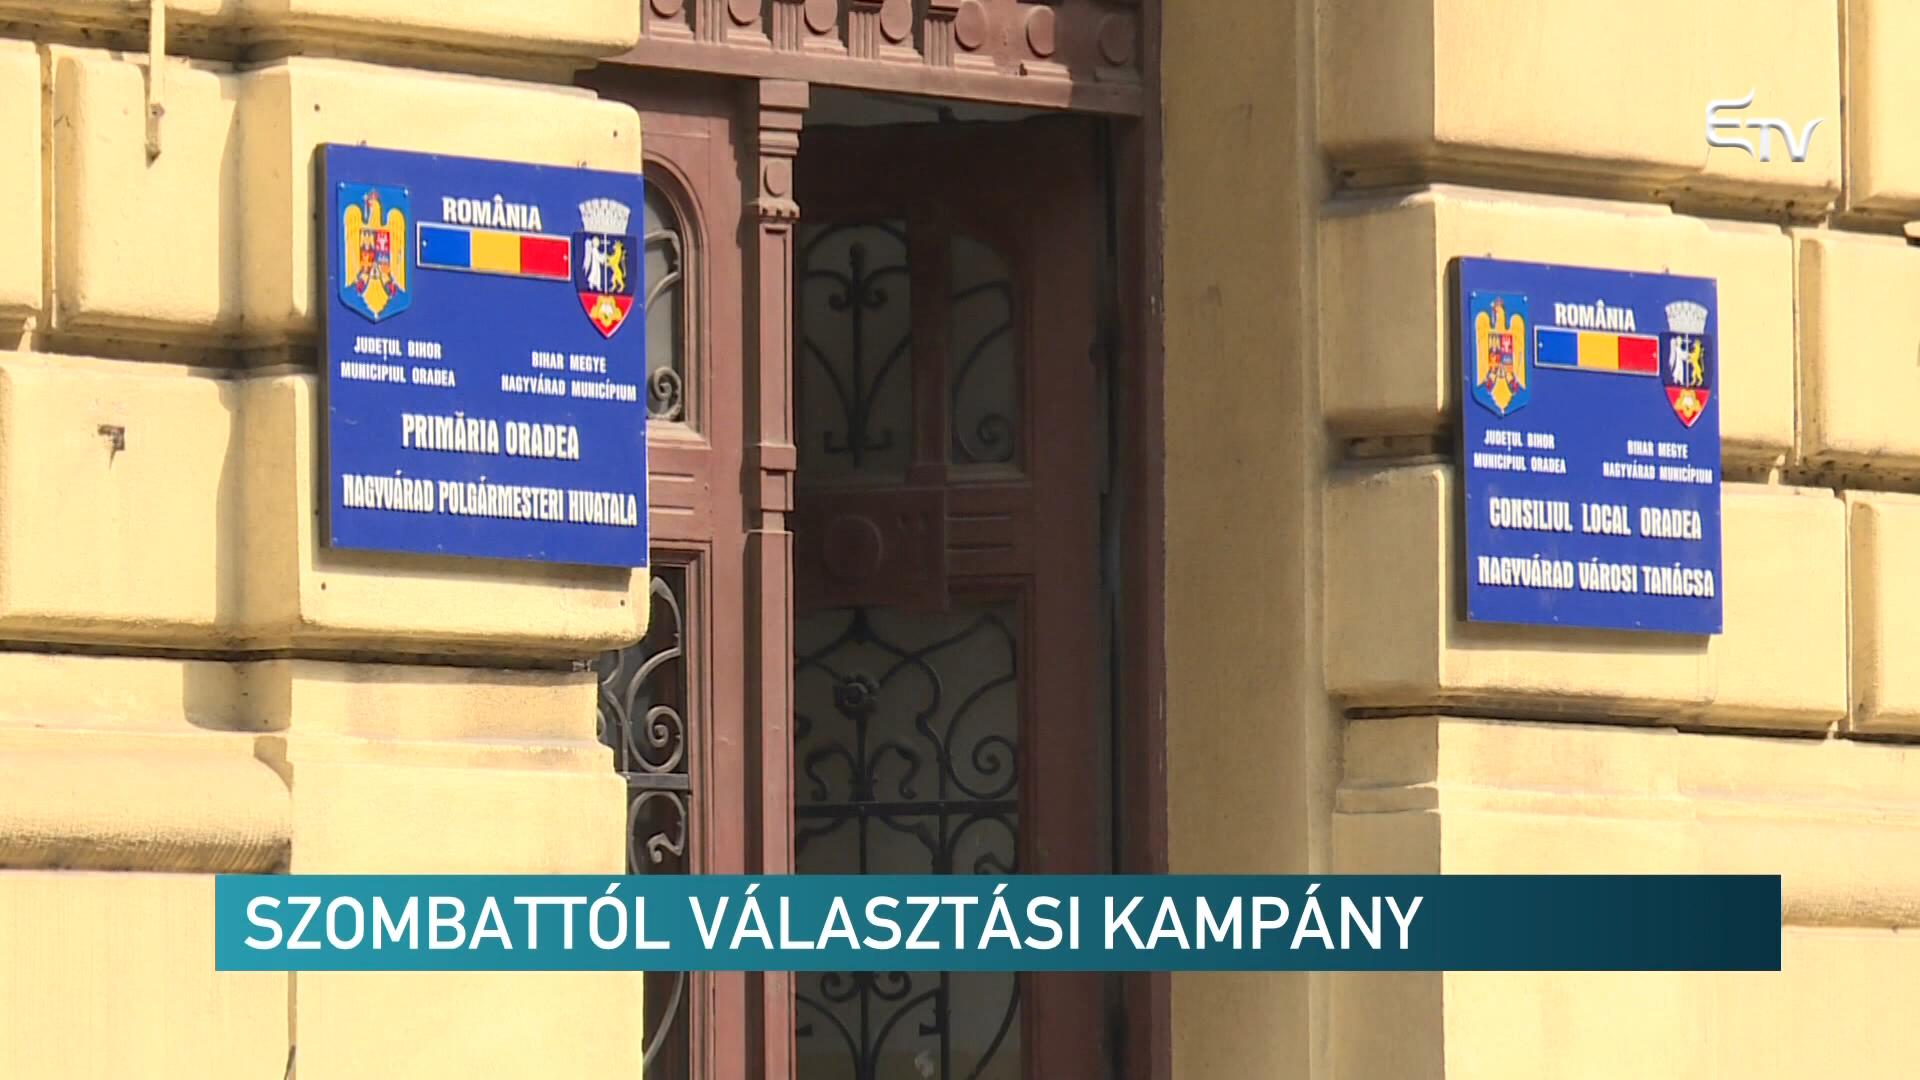 ETV
ROMÂNIA
JUDEȚUL BIHOR
MUNICIPIUL ORADEA
BIHAR MEGYE
NAGYVÁRAD MUNICÍPIUM
PRIMĂRIA ORADEA
NAGYVÁRAD POLGÁRMESTERI HIVATALA
ROMÂNIA
JUDEȚUL BIHOR
MUNICIPIUL ORADEA
BIHAR MEGYE
NAGYVÁRAD MUNICÍPIUM
CONSILIUL LOCAL ORADEA
NAGYVÁRAD VÁROSI TANÁCSA
SZOMBATTÓL VÁLASZTÁSI KAMPÁNY